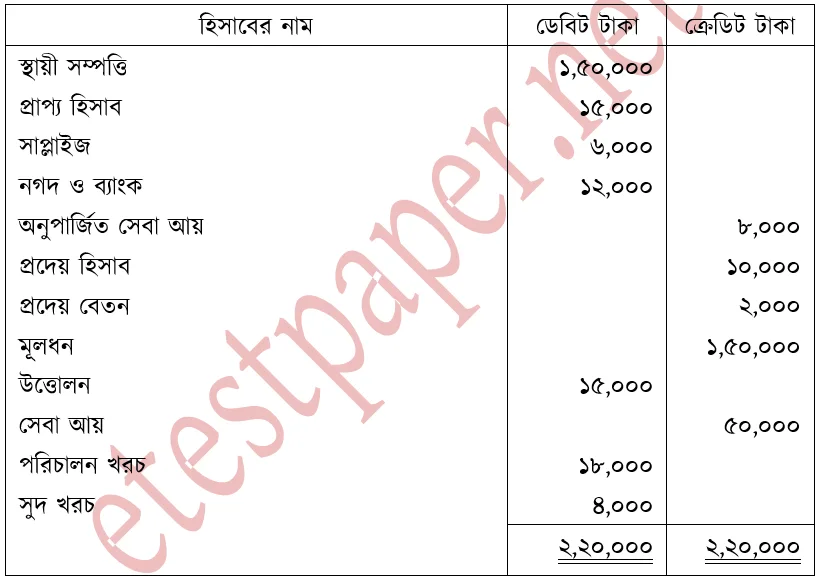 হিসাবের নাম ডেবিট টাকা ক্রেডিট টাকা
স্থায়ী সম্পত্তি ১,৫০,০০০
প্রাপ্য হিসাব ১৫,০০০
সাপ্লাইজ ৬,০০০
নগদ ও ব্যাংক ১২,০০০
অনুপার্জিত সেবা আয় ৮,০০০
প্রদেয় হিসাব ১০,০০০
প্রদেয় বেতন ২,০০০
মূলধন ১,৫০,০০০
উত্তোলন ১৫,০০০
সেবা আয় ৫০,০০০
পরিচালন খরচ ১৮,০০০
সুদ খরচ ৪,০০০
২,২০,০০০ ২,২০,০০০
etestpaper.net